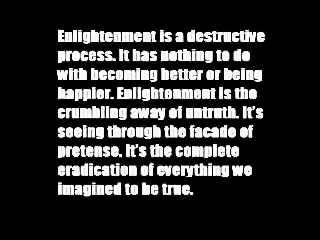 Enlightenment is a destructive
process. It has nothing to do
with becoming better or being
happier. Enlightenment is the
crumbling away of untruth. It's
seeing through the facade of
pretense. It's the complete
eradication of everything we
imagined to be true.